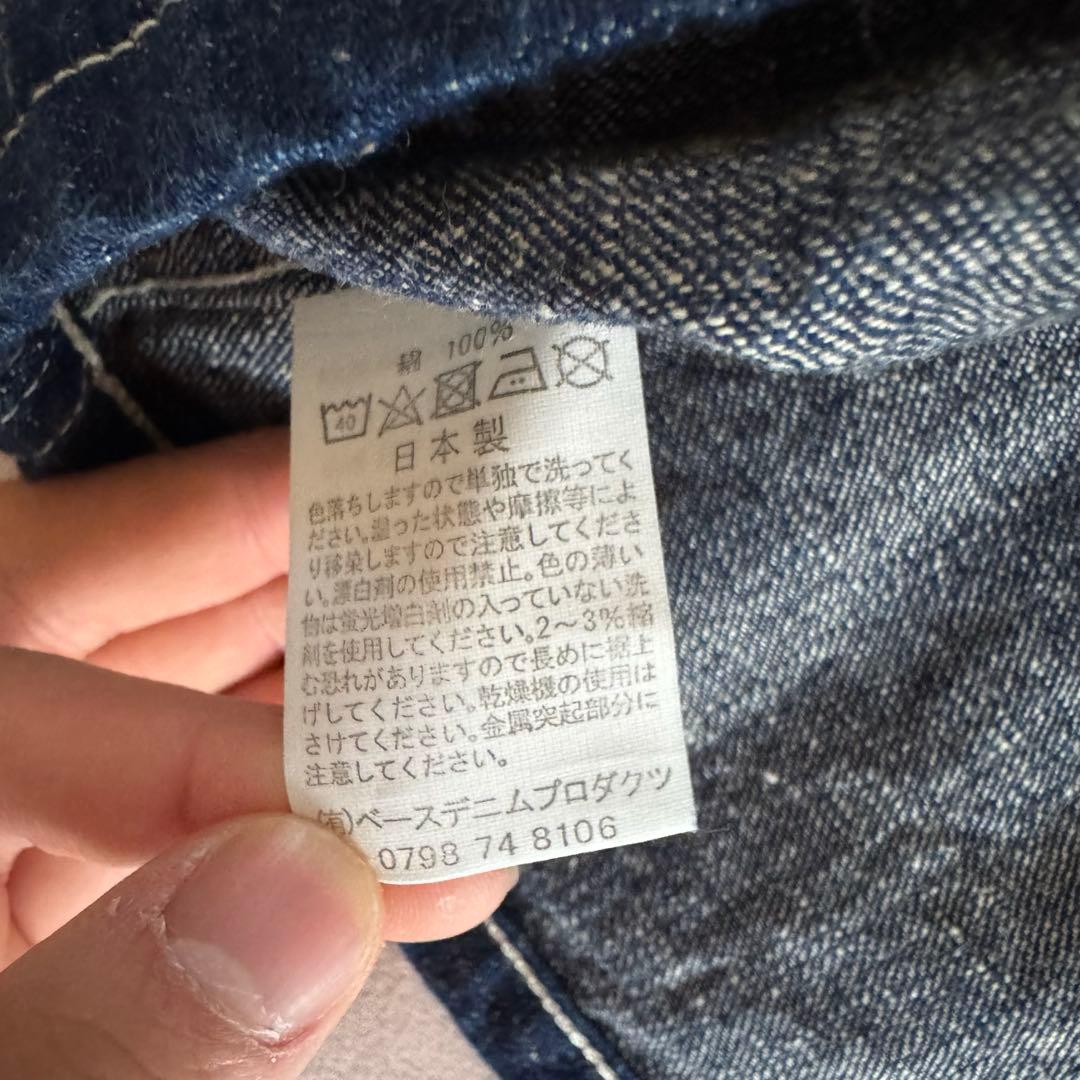 綿 100%
40
日本製
色落ちしますので単独で洗ってく
ださい。湿った状態や摩擦等によ
り移染しますので注意してくださ
い。漂白剤の使用禁止。色の薄い
物は蛍光増白剤の入っていない洗
剤を使用してください。2～3%縮
む恐れがありますので長めに裾上
げしてください。乾燥機の使用は
さけてください。金属突起部分に
注意してください。
(有)ベースデニムプロダクツ
0798 74 8106